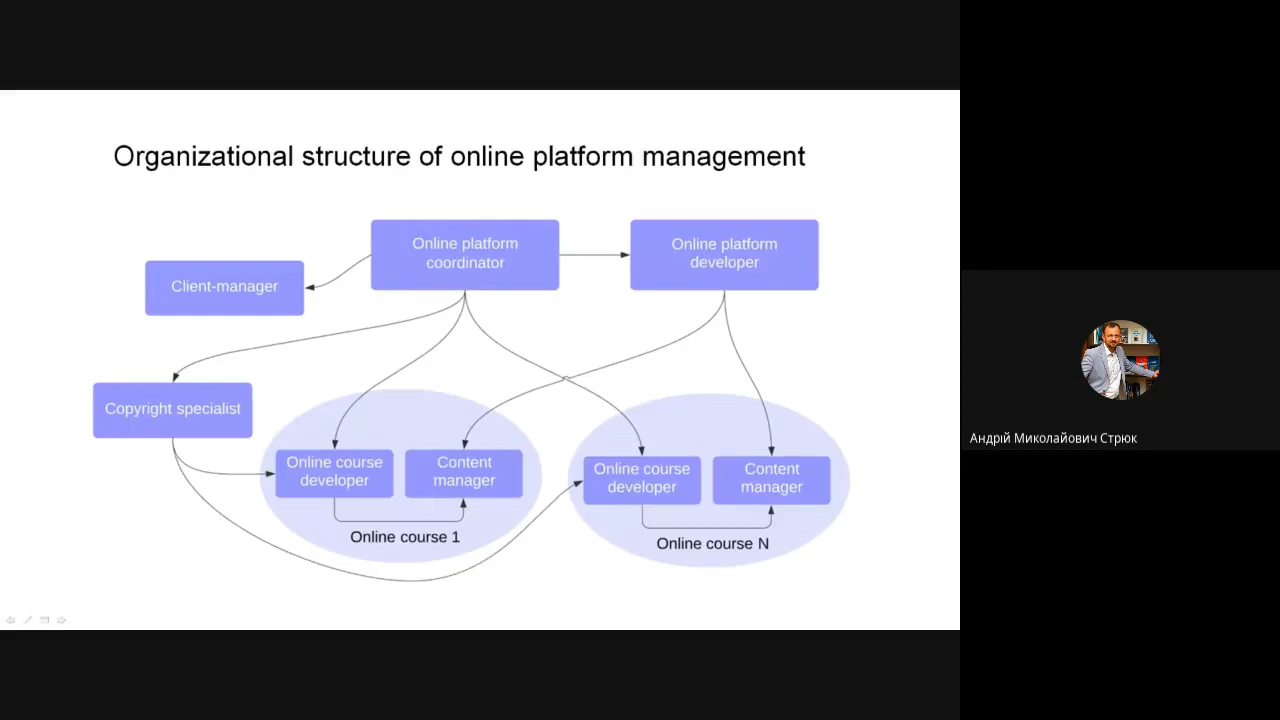 Organizational structure of online platform management
Online platform
coordinator
Online platform
developer
Client-manager
Copyright specialist
Online course
developer
Content
manager
Online course 1
Online course
developer
Content
manager
Online course N
Андрій Миколайович Стрюк